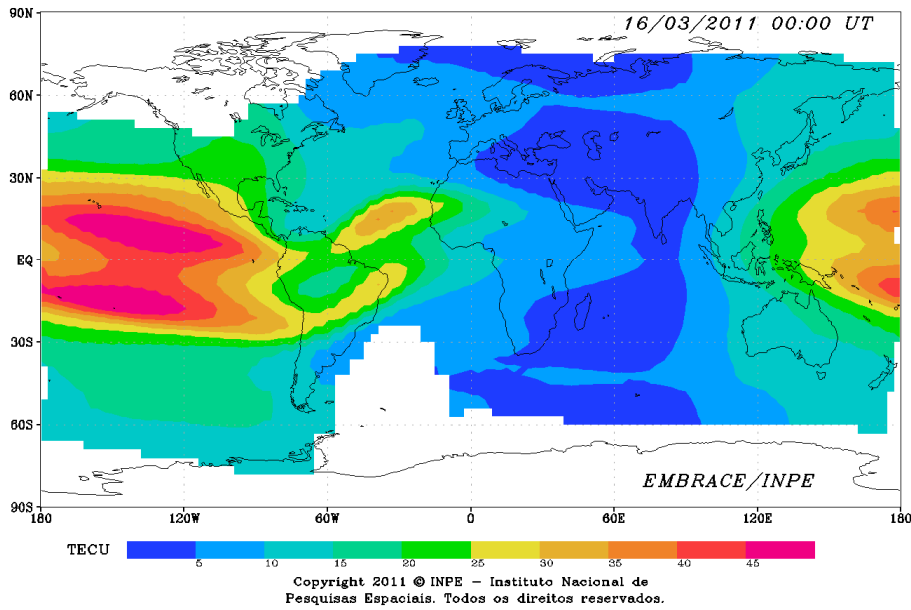 16/03/2011 00:00 UT
90N
60N
30N
EQ
30S
60S
90S
EMBRACE/INPE
180 120W 60W 0 60E 120E 180
TECU 5 10 15 20 25 30 35 40 45
Copyright 2011 © INPE – Instituto Nacional de
Pesquisas Espaciais. Todos os direitos reservados.